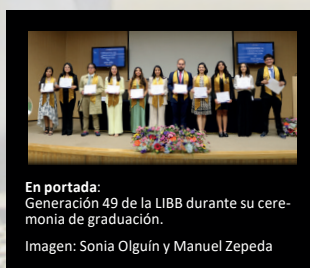 En portada:
Generación 49 de la LIBB durante su cere-
monia de graduación.
Imagen: Sonia Olguín y Manuel Zepeda